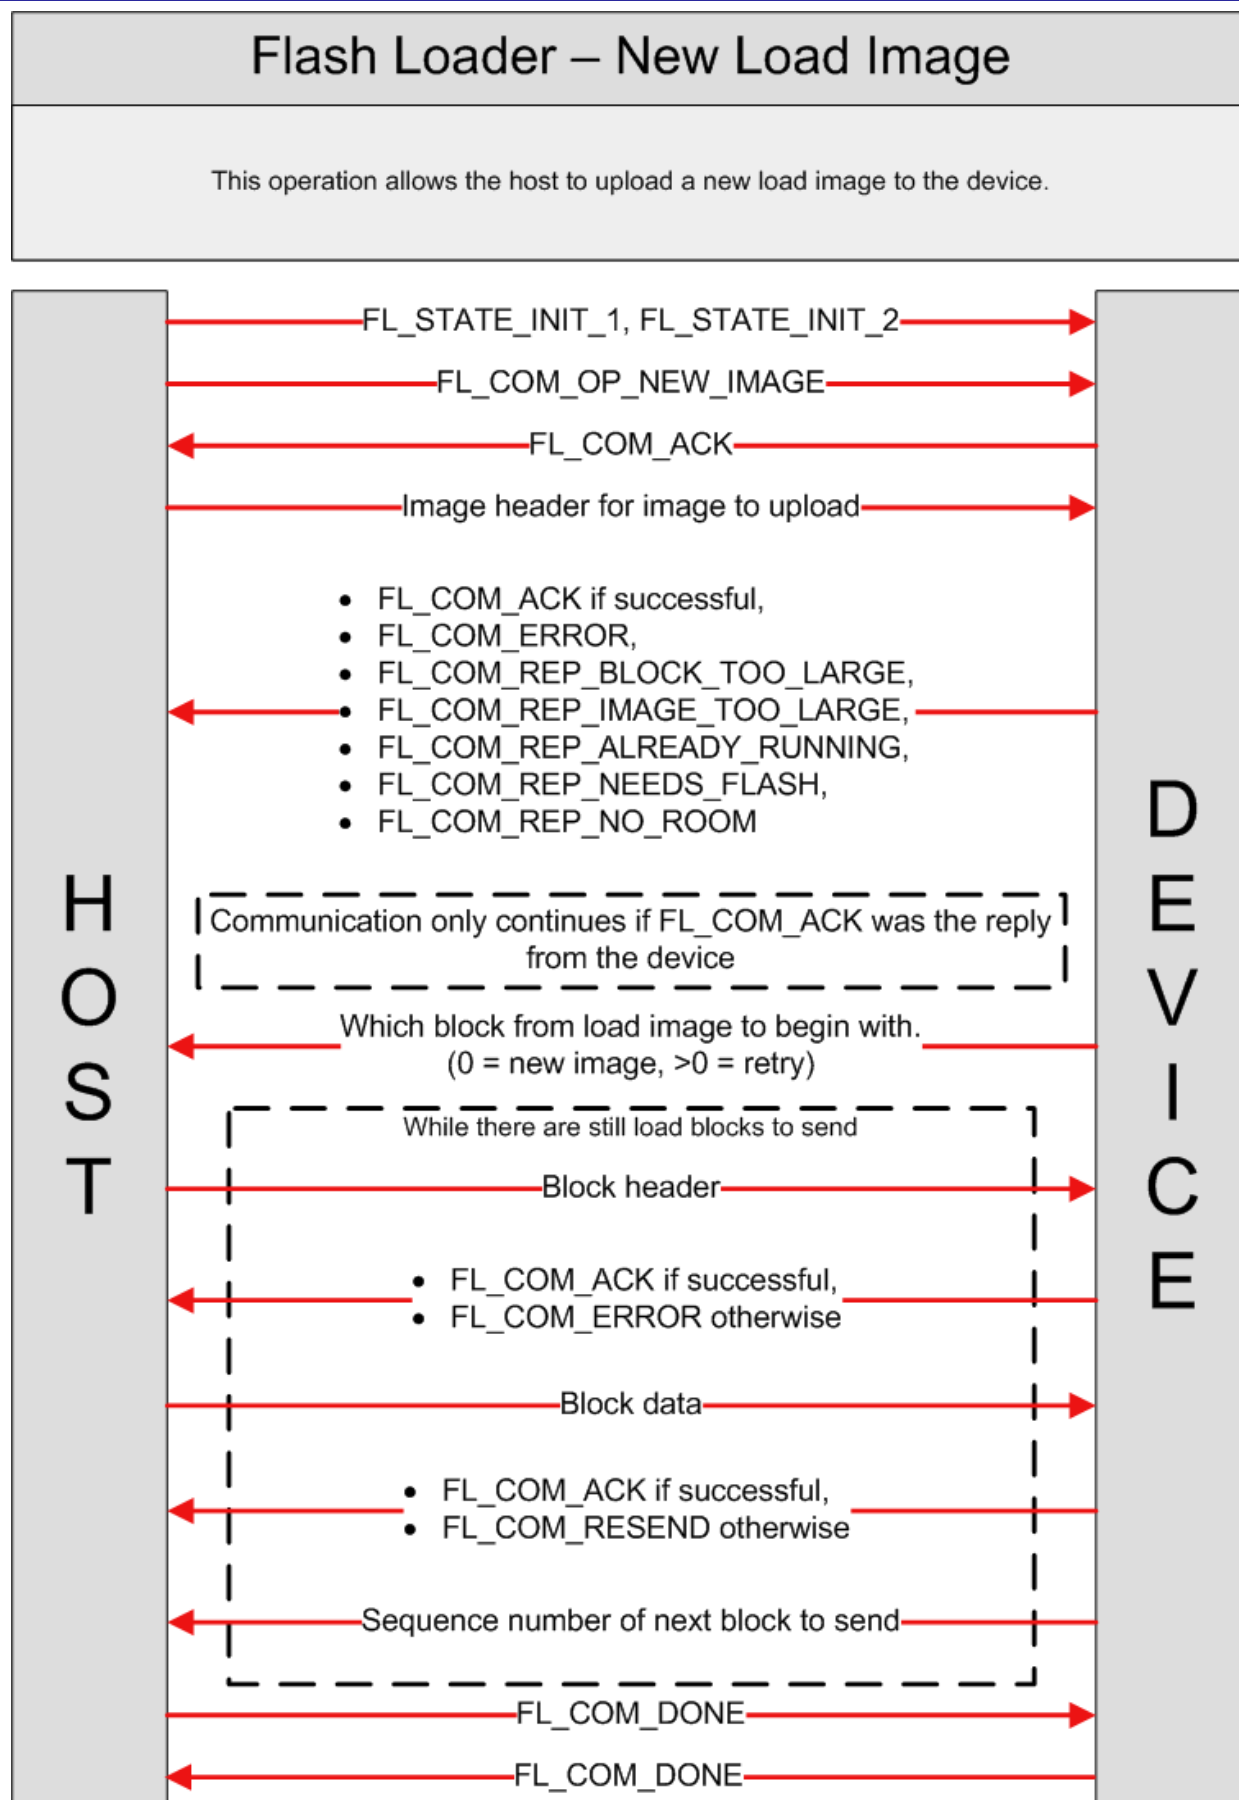 Flash Loader – New Load Image
This operation allows the host to upload a new load image to the device.
FL_STATE_INIT_1, FL_STATE_INIT_2
FL_COM_OP_NEW_IMAGE
FL_COM_ACK
Image header for image to upload
• FL_COM_ACK if successful,
• FL_COM_ERROR,
• FL_COM_REP_BLOCK_TOO_LARGE,
• FL_COM_REP_IMAGE_TOO_LARGE,
• FL_COM_REP_ALREADY_RUNNING,
• FL_COM_REP_NEEDS_FLASH,
• FL_COM_REP_NO_ROOM
HOST
DEVICE
Communication only continues if FL_COM_ACK was the reply
from the device
Which block from load image to begin with.
(0 = new image, >0 = retry)
While there are still load blocks to send
Block header
• FL_COM_ACK if successful,
• FL_COM_ERROR otherwise
Block data
• FL_COM_ACK if successful,
• FL_COM_RESEND otherwise
Sequence number of next block to send
FL_COM_DONE
FL_COM_DONE